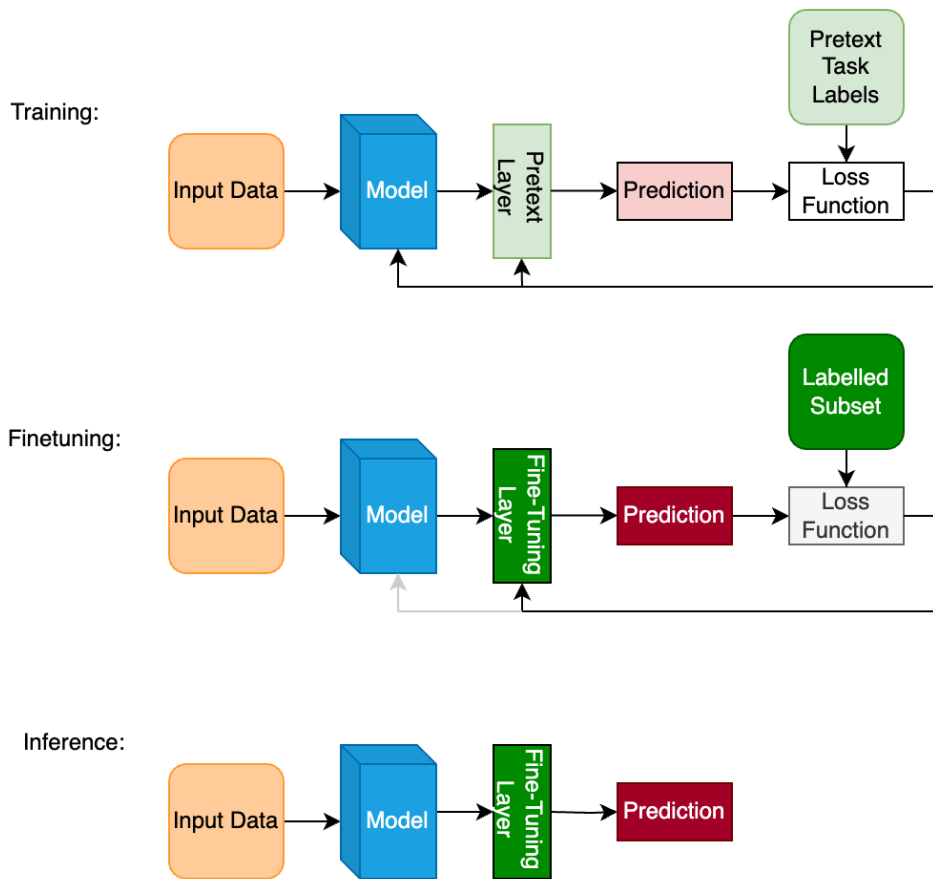 Pretext
Task
Labels
Training:
Input Data
Model
Pretext
Layer
Prediction
Loss
Function
Labelled
Subset
Finetuning:
Input Data
Model
Fine-Tuning
Layer
Prediction
Loss
Function
Inference:
Input Data
Model
Fine-Tuning
Layer
Prediction